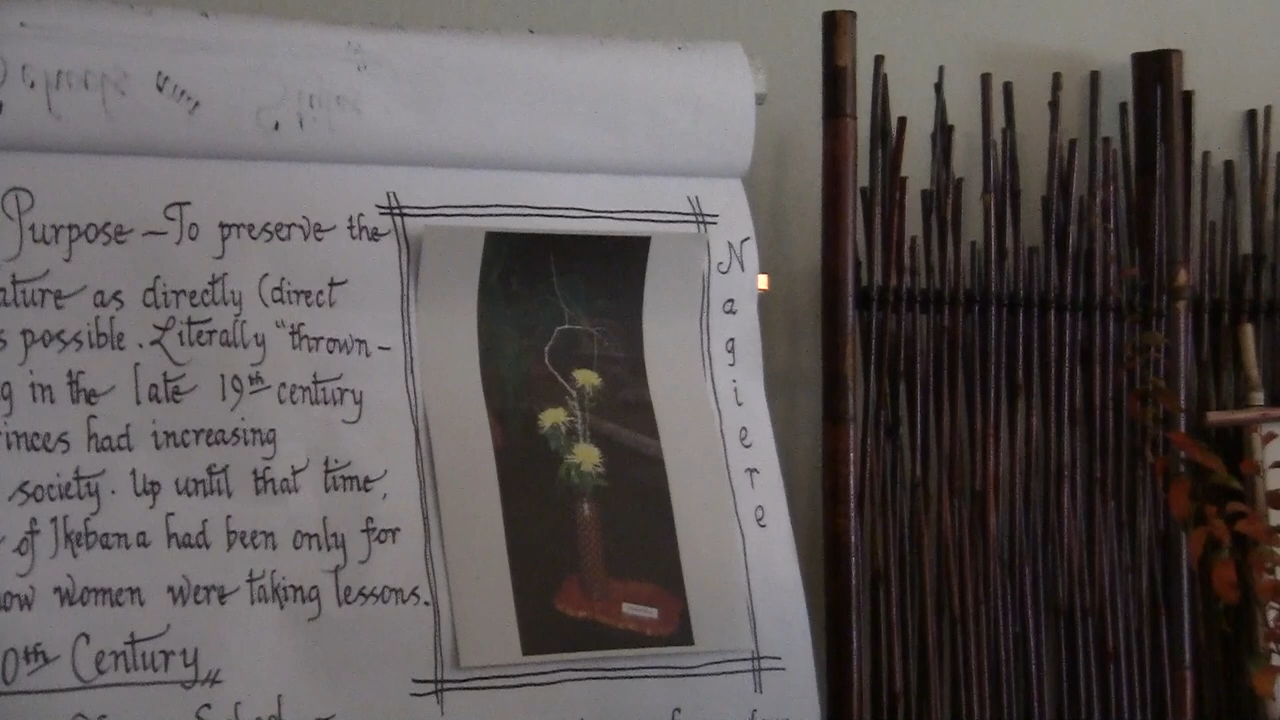 Purpose - To preserve the
ature as directly (direct
s possible. Literally "thrown-
g in the late 19th century
inces had increasing
society. Up until that time,
of Ikebana had been only for
ow women were taking lessons.
0th Century
Nagiere